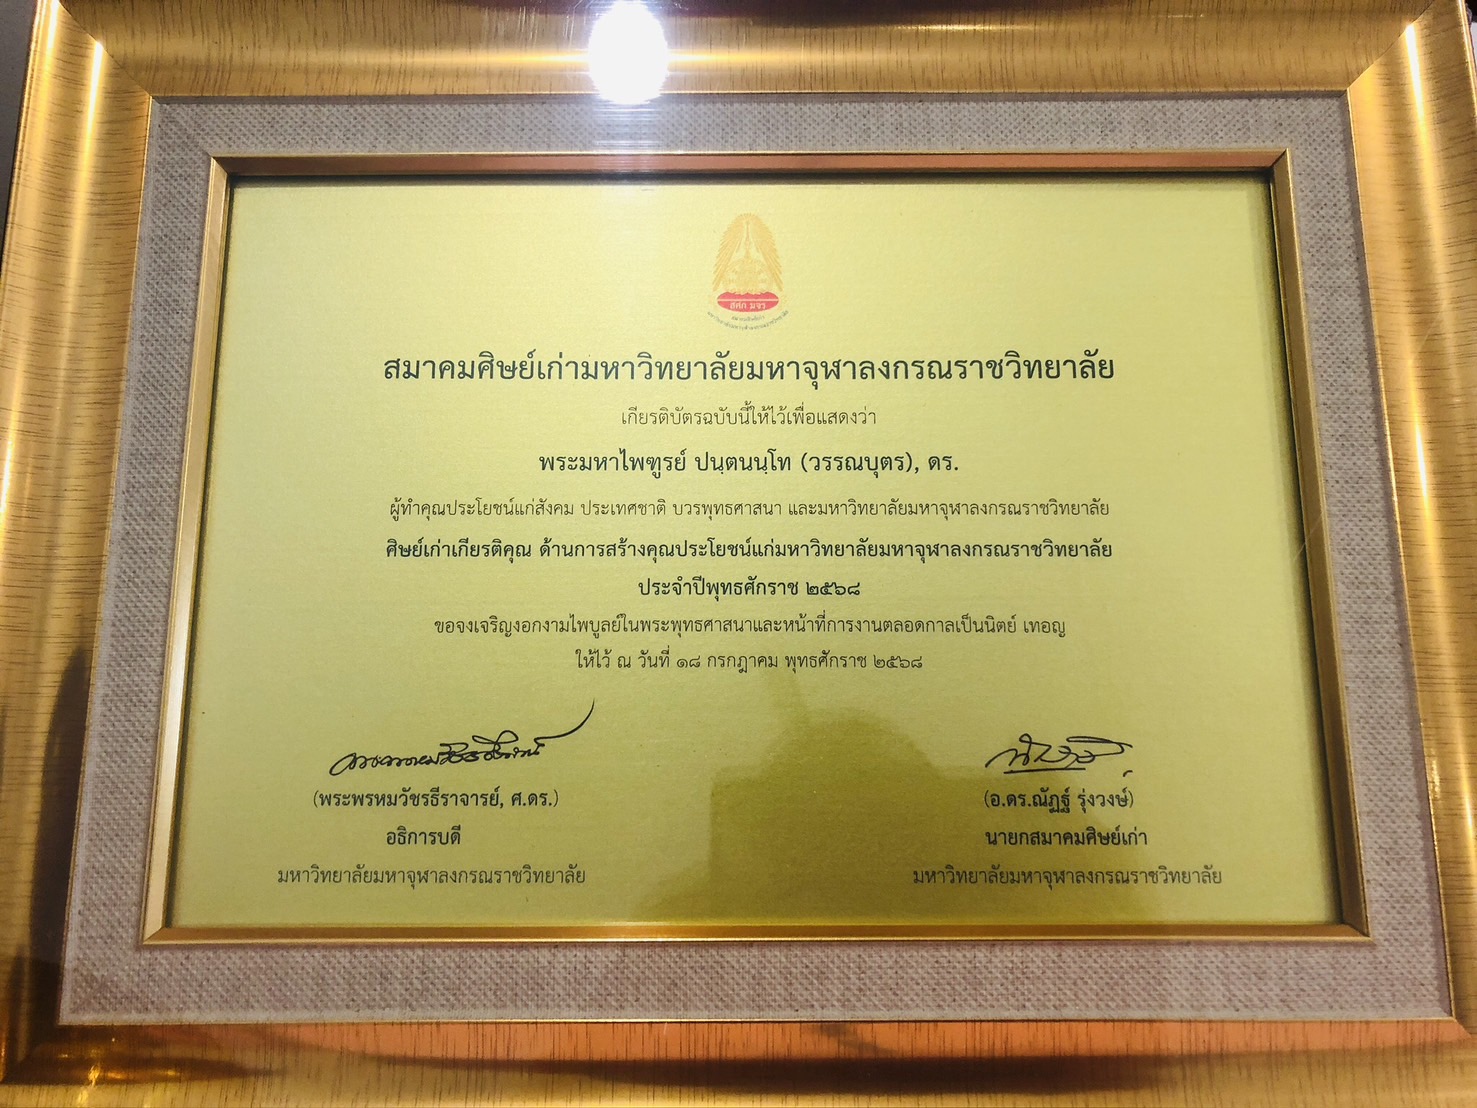 สศก มจร
สมาคมศิษย์เก่ามหาวิทยาลัยมหาจุฬาลงกรณราชวิทยาลัย
เกียรติบัตรฉบับนี้ให้ไว้เพื่อแสดงว่า
พระมหาไพฑูรย์ ปนฺตนนฺโท (วรรณบุตร), ดร.
ผู้ทำคุณประโยชน์แก่สังคม ประเทศชาติ บวรพุทธศาสนา และมหาวิทยาลัยมหาจุฬาลงกรณราชวิทยาลัย
ศิษย์เก่าเกียรติคุณ ด้านการสร้างคุณประโยชน์แก่มหาวิทยาลัยมหาจุฬาลงกรณราชวิทยาลัย
ประจำปีพุทธศักราช ๒๕๖๘
ขอจงเจริญงอกงามไพบูลย์ในพระพุทธศาสนาและหน้าที่การงานตลอดกาลเป็นนิตย์ เทอญ
ให้ไว้ ณ วันที่ ๑๘ กรกฎาคม พุทธศักราช ๒๕๖๘
(พระพรหมวัชรธีราจารย์, ศ.ดร.)
อธิการบดี
มหาวิทยาลัยมหาจุฬาลงกรณราชวิทยาลัย
(อ.ดร.ณัฏฐ์ รุ่งวงษ์)
นายกสมาคมศิษย์เก่า
มหาวิทยาลัยมหาจุฬาลงกรณราชวิทยาลัย